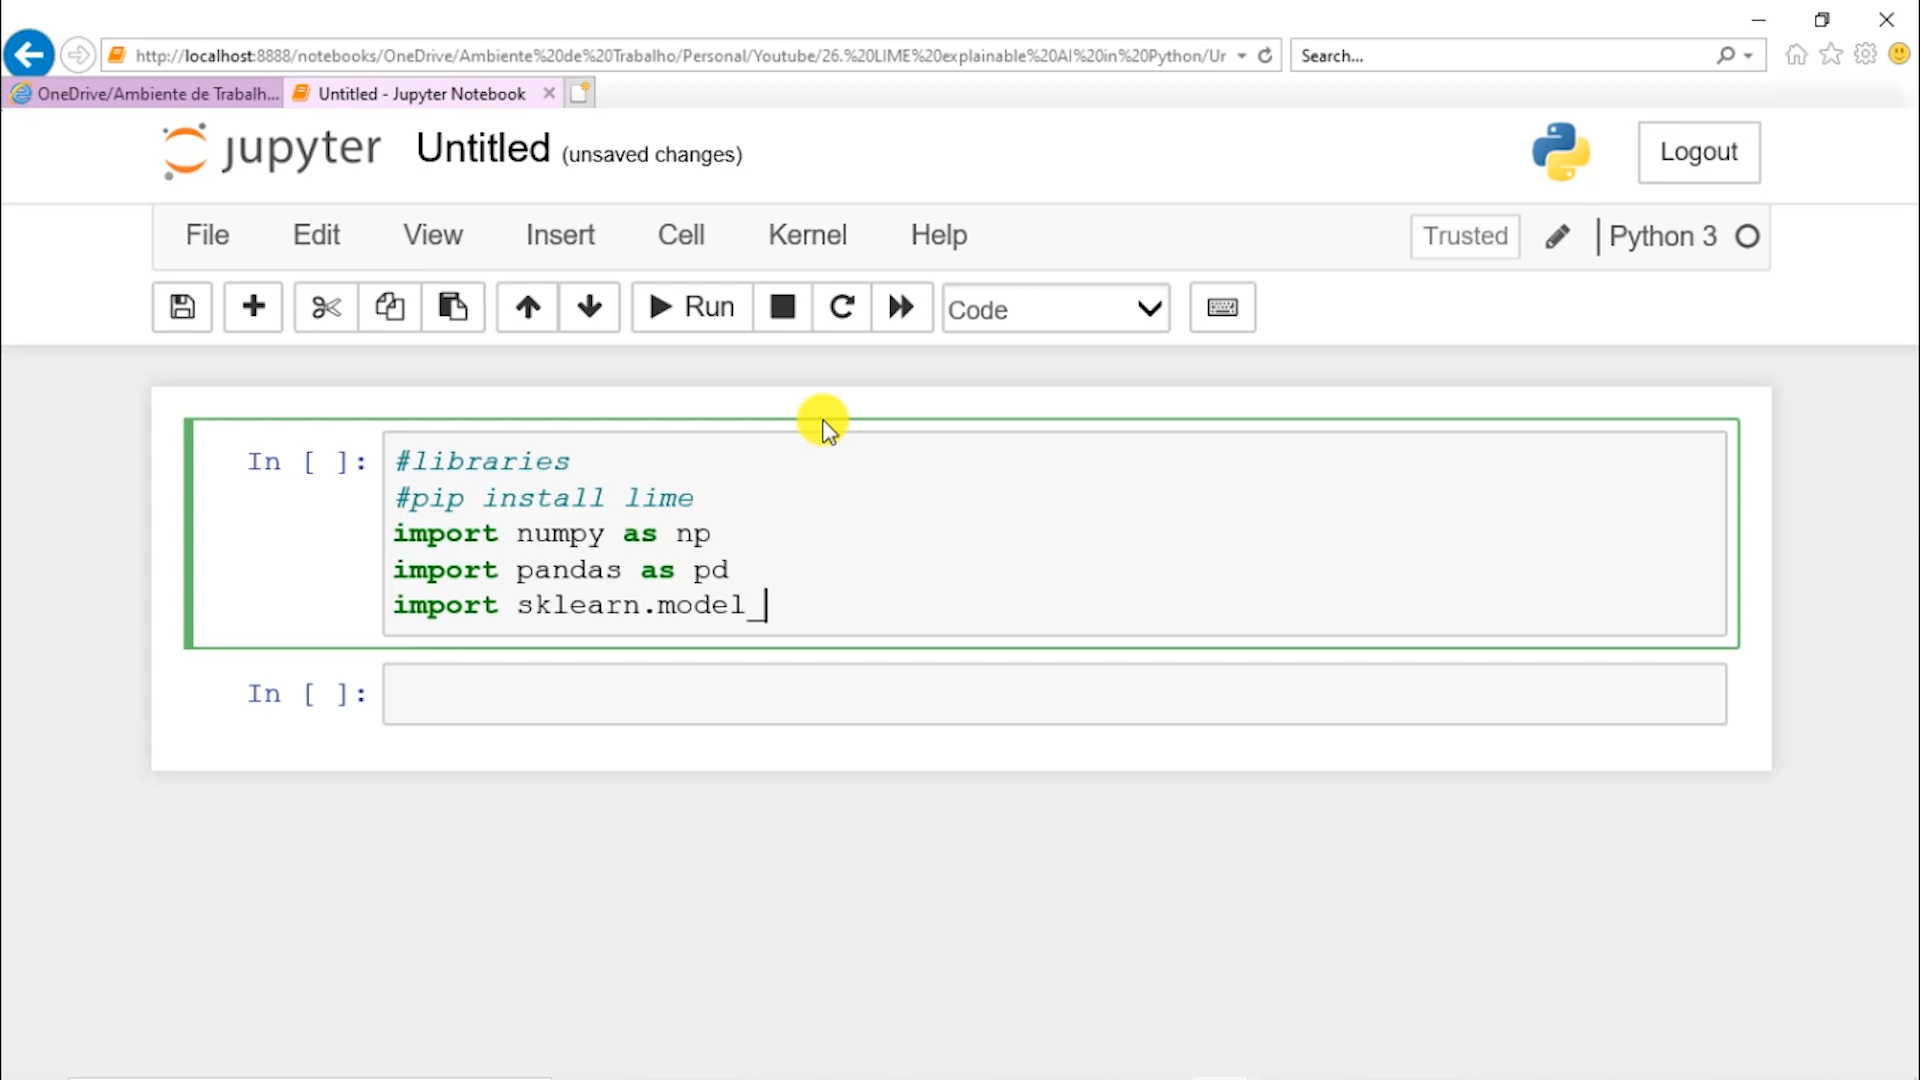 http://localhost:8888/notebooks/OneDrive/Ambiente%20de%20Trabalho/Personal/Youtube/26.%20LIME%20explainable%20AI%20in%20Python/Ur
Search...
OneDrive/Ambiente de Trabalh...
Untitled - Jupyter Notebook
jupyter Untitled (unsaved changes)
Logout
File Edit View Insert Cell Kernel Help
Trusted Python 3
Run
Code
In [ ]:
#libraries
#pip install lime
import numpy as np
import pandas as pd
import sklearn.model_
In [ ]: